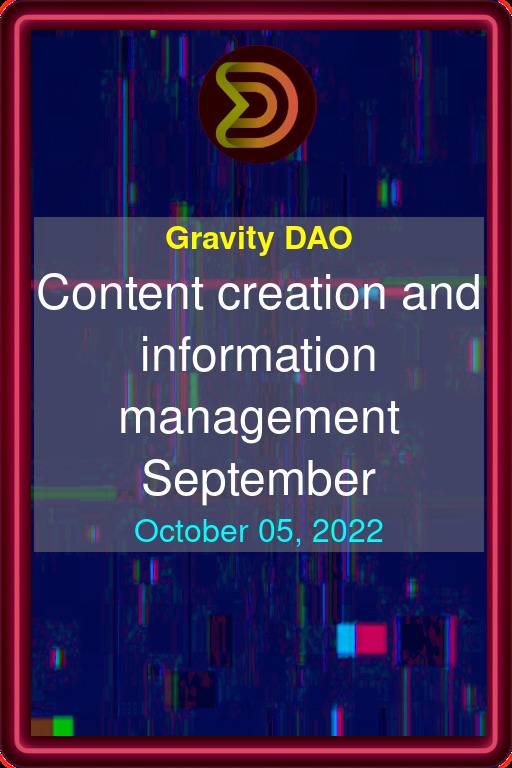 Gravity DAO
Content creation and
information
management
September
October 05, 2022